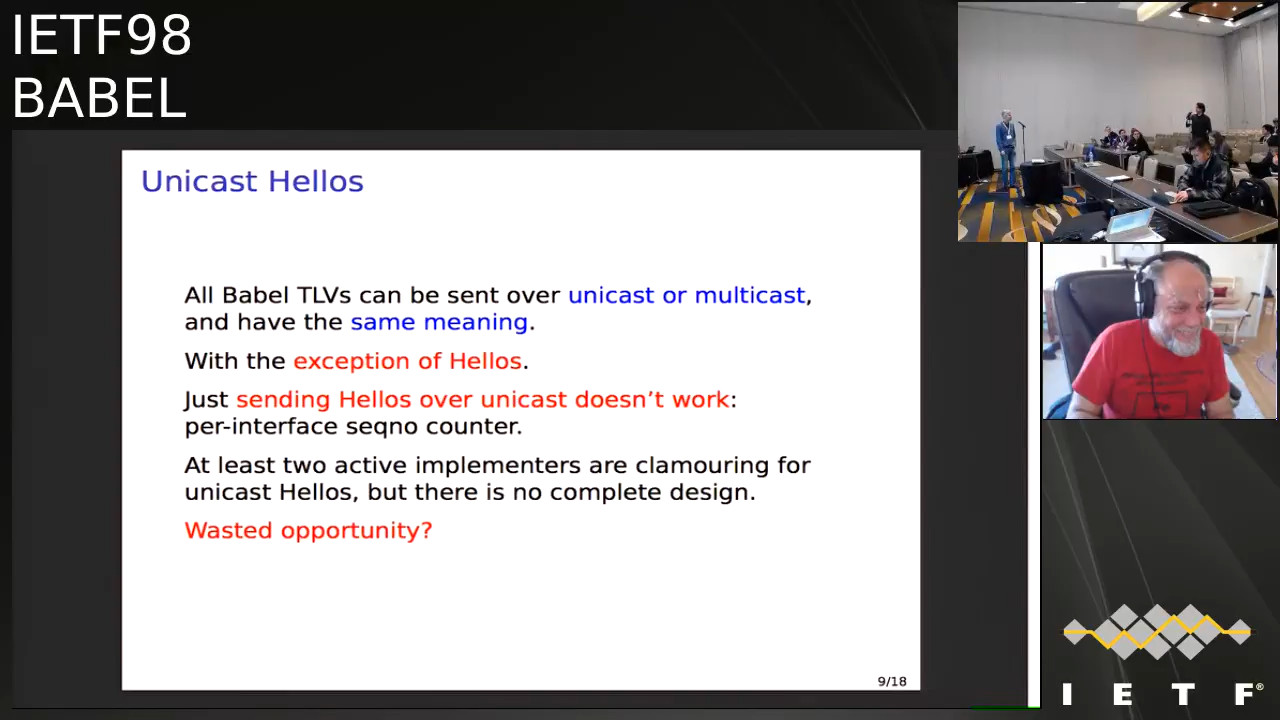 IETF98
BABEL
Unicast Hellos
All Babel TLVs can be sent over unicast or multicast,
and have the same meaning.
With the exception of Hellos.
Just sending Hellos over unicast doesn’t work:
per-interface seqno counter.
At least two active implementers are clamouring for
unicast Hellos, but there is no complete design.
Wasted opportunity?
9/18
I E T F®